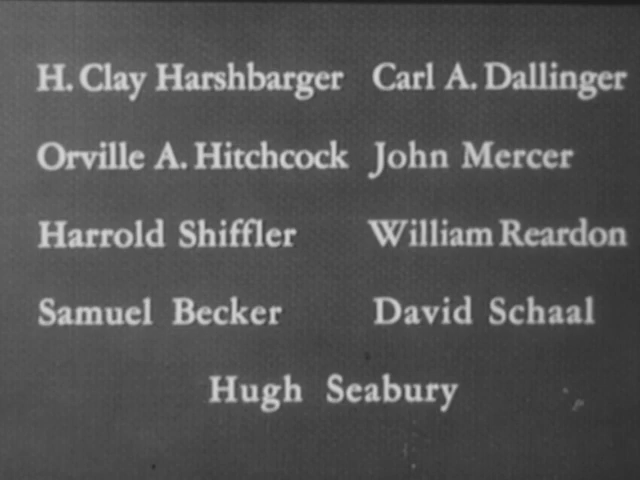 H. Clay Harshbarger Carl A. Dallinger
Orville A. Hitchcock John Mercer
Harrold Shiffler William Reardon
Samuel Becker David Schaal
Hugh Seabury